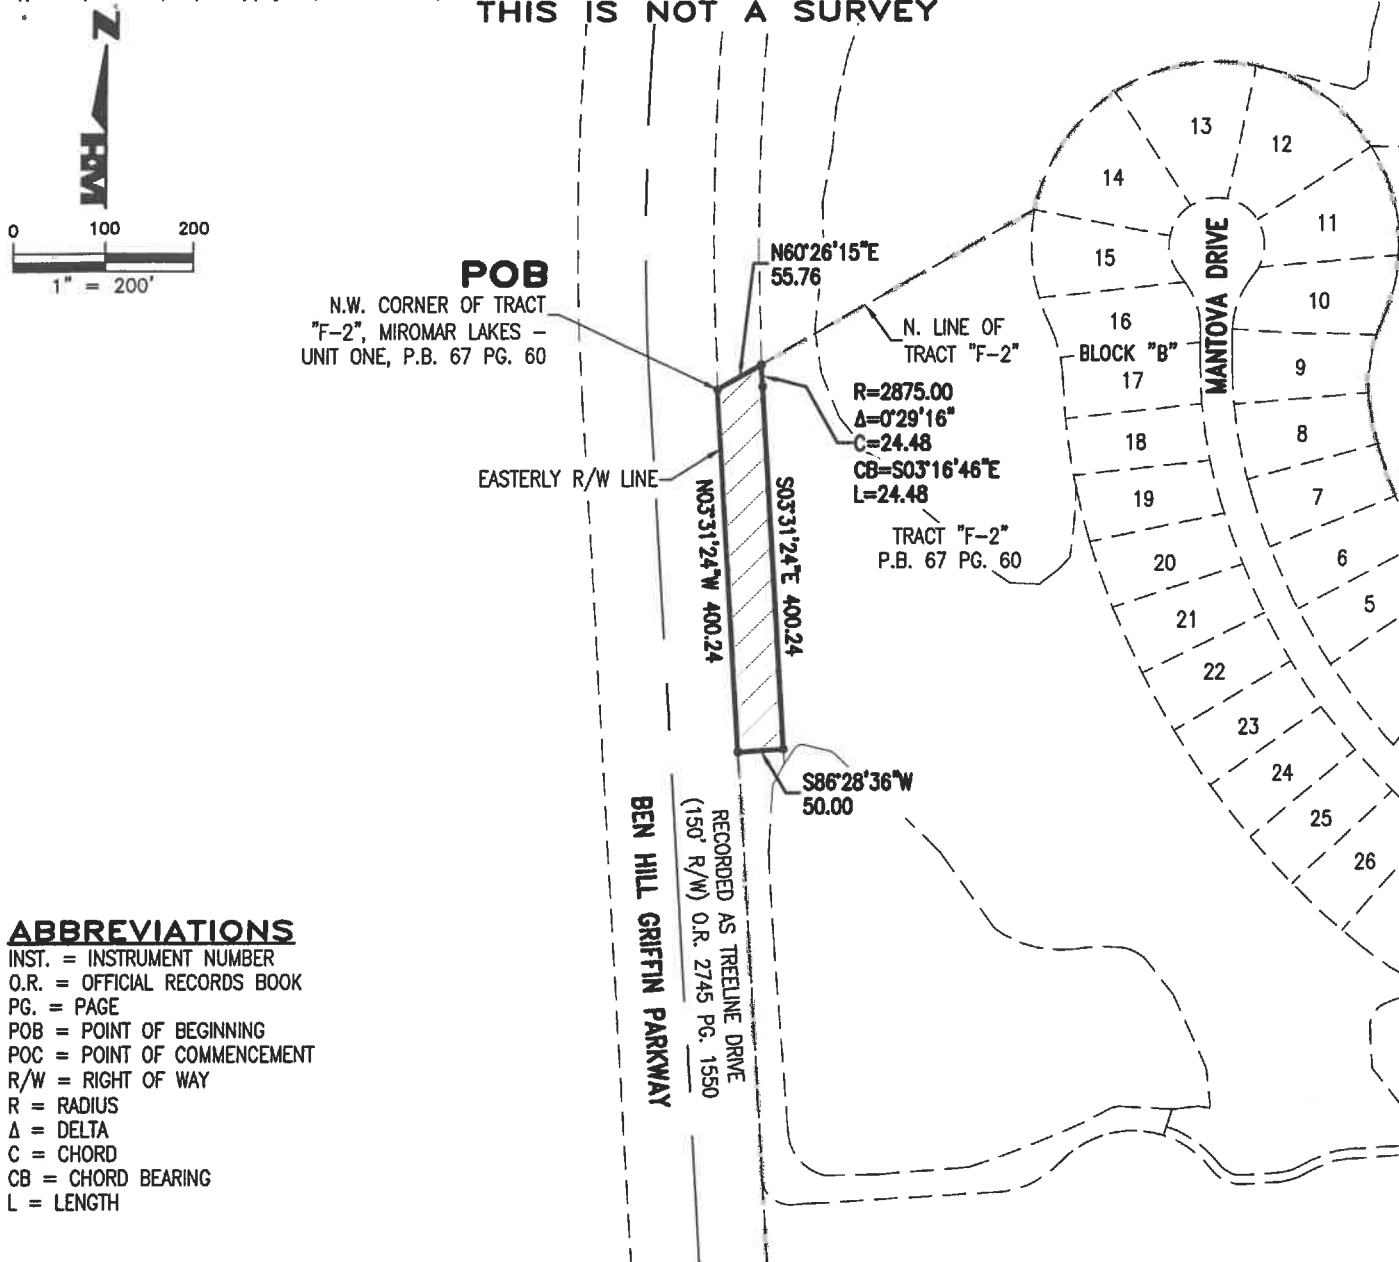 THIS IS NOT A SURVEY
N
HM
0 100 200
1" = 200'
POB
N.W. CORNER OF TRACT
"F-2", MIROMAR LAKES –
UNIT ONE, P.B. 67 PG. 60
N60°26'15"E
55.76
N. LINE OF
TRACT "F-2"
R=2875.00
Δ=0°29'16"
C=24.48
CB=S03°16'46"E
L=24.48
EASTERLY R/W LINE
N03°31'24"W 400.24
S03°31'24"E 400.24
TRACT "F-2"
P.B. 67 PG. 60
S86°28'36"W
50.00
BEN HILL GRIFFIN PARKWAY
RECORDED AS TREELINE DRIVE
(150' R/W) O.R. 2745 PG. 1550
MANTOVA DRIVE
BLOCK "B"
13
12
14
11
15
10
16
9
17
8
18
7
19
6
20
5
21
22
23
24
25
26
ABBREVIATIONS
INST. = INSTRUMENT NUMBER
O.R. = OFFICIAL RECORDS BOOK
PG. = PAGE
POB = POINT OF BEGINNING
POC = POINT OF COMMENCEMENT
R/W = RIGHT OF WAY
R = RADIUS
Δ = DELTA
C = CHORD
CB = CHORD BEARING
L = LENGTH